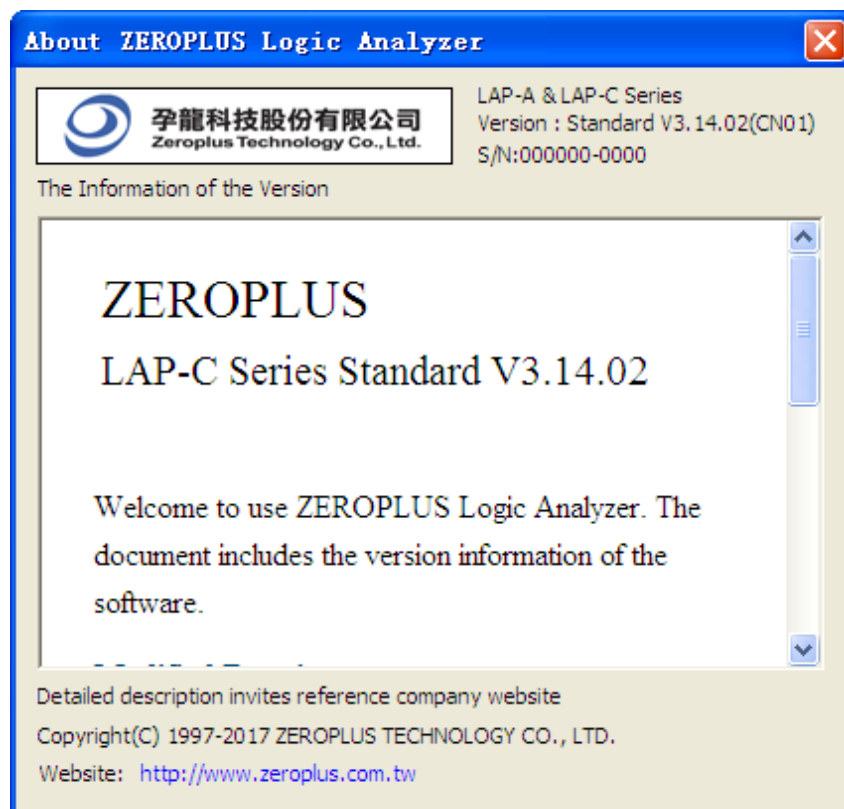 About ZEROPLUS Logic Analyzer
孕龍科技股份有限公司
Zeroplus Technology Co., Ltd.
LAP-A & LAP-C Series
Version : Standard V3.14.02(CN01)
S/N:000000-0000
The Information of the Version
ZEROPLUS
LAP-C Series Standard V3.14.02
Welcome to use ZEROPLUS Logic Analyzer. The
document includes the version information of the
software.
Detailed description invites reference company website
Copyright(C) 1997-2017 ZEROPLUS TECHNOLOGY CO., LTD.
Website: http://www.zeroplus.com.tw